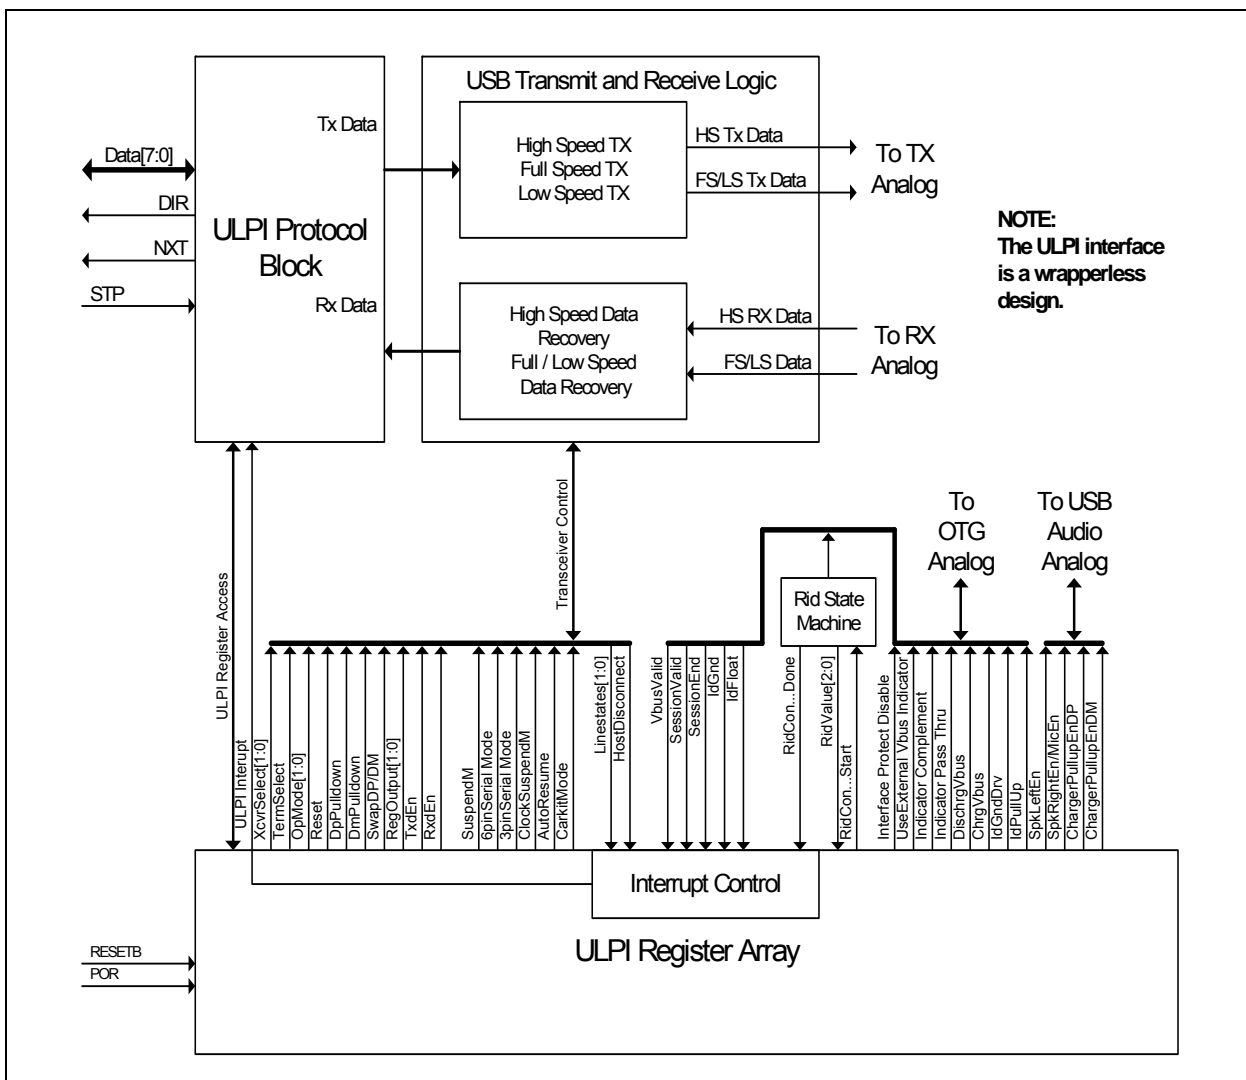 USB Transmit and Receive Logic
Tx Data
High Speed TX
Full Speed TX
Low Speed TX
HS Tx Data
FS/LS Tx Data
To TX
Analog
Data[7:0]
DIR
NXT
STP
ULPI Protocol
Block
Rx Data
High Speed Data
Recovery
Full / Low Speed
Data Recovery
HS RX Data
FS/LS Data
To RX
Analog
NOTE:
The ULPI interface
is a wrapperless
design.
To
OTG
Analog
To USB
Audio
Analog
Rid State
Machine
ULPI Register Access
ULPI Interupt
XcvrSelect[1:0]
TermSelect
OpMode[1:0]
Reset
DpPulldown
DmPulldown
SwapDP/DM
RegOutput[1:0]
TxdEn
RxdEn
SuspendM
6pinSerial Mode
3pinSerial Mode
ClockSuspendM
AutoResume
CarkitMode
Transceiver Control
Linestates[1:0]
HostDisconnect
VbusValid
SessionValid
SessionEnd
IdGnd
IdFloat
RidCon...Done
RidValue[2:0]
RidCon...Start
Interface Protect Disable
UseExternal Vbus Indicator
Indicator Complement
Indicator Pass Thru
DischrgVbus
ChrgVbus
IdGndDrv
IdPullUp
SpkLeftEn
SpkRightEn/MicEn
ChargerPullupEnDP
ChargerPullupEnDM
Interrupt Control
ULPI Register Array
RESETB
POR